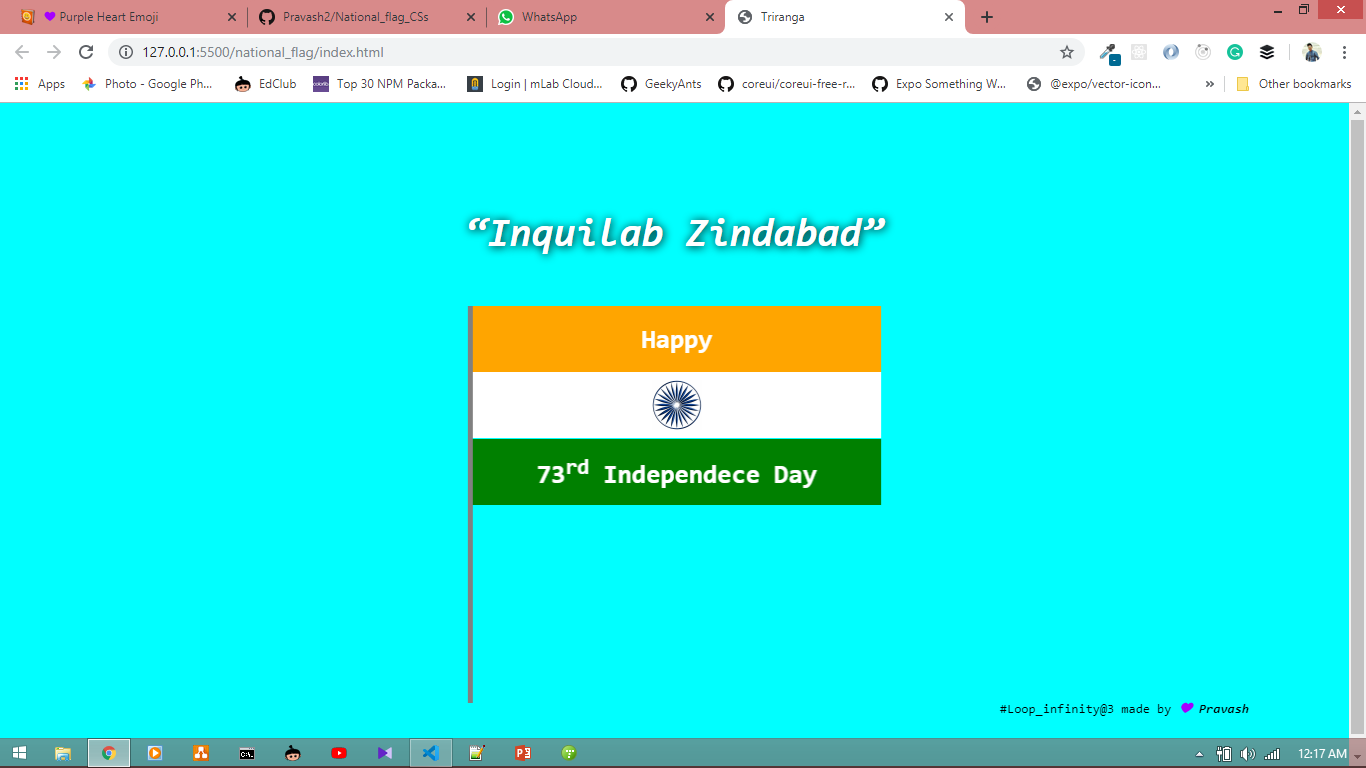 Purple Heart Emoji
Pravash2/National_flag_CSs
WhatsApp
Triranga
127.0.0.1:5500/national_flag/index.html
Apps
Photo - Google Ph...
EdClub
Top 30 NPM Packa...
Login | mLab Cloud...
GeekyAnts
coreui/coreui-free-r...
Expo Something W...
@expo/vector-icon...
»
Other bookmarks
“Inquilab Zindabad”
Happy
73rd Independece Day
#Loop_infinity@3 made by 💜 Pravash
12:17 AM